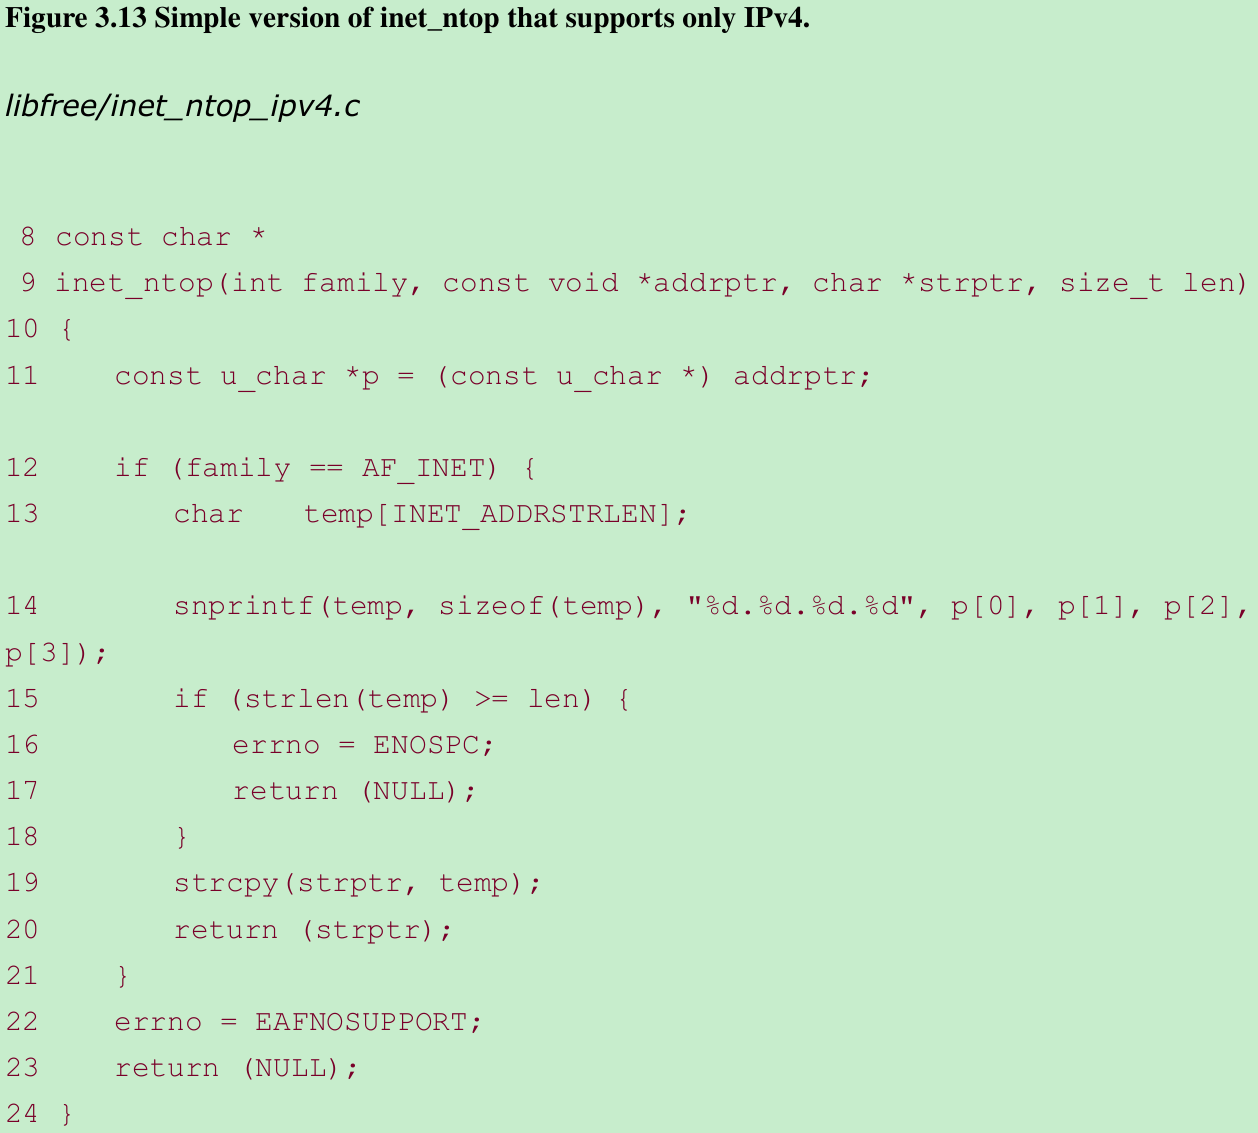 Figure 3.13 Simple version of inet_ntop that supports only IPv4.
libfree/inet_ntop_ipv4.c
8 const char *
9 inet_ntop(int family, const void *addrptr, char *strptr, size_t len)
10 {
11     const u_char *p = (const u_char *) addrptr;
12     if (family == AF_INET) {
13         char    temp[INET_ADDRSTRLEN];
14         snprintf(temp, sizeof(temp), "%d.%d.%d.%d", p[0], p[1], p[2],
p[3]);
15         if (strlen(temp) >= len) {
16             errno = ENOSPC;
17             return (NULL);
18         }
19         strcpy(strptr, temp);
20         return (strptr);
21     }
22     errno = EAFNOSUPPORT;
23     return (NULL);
24 }